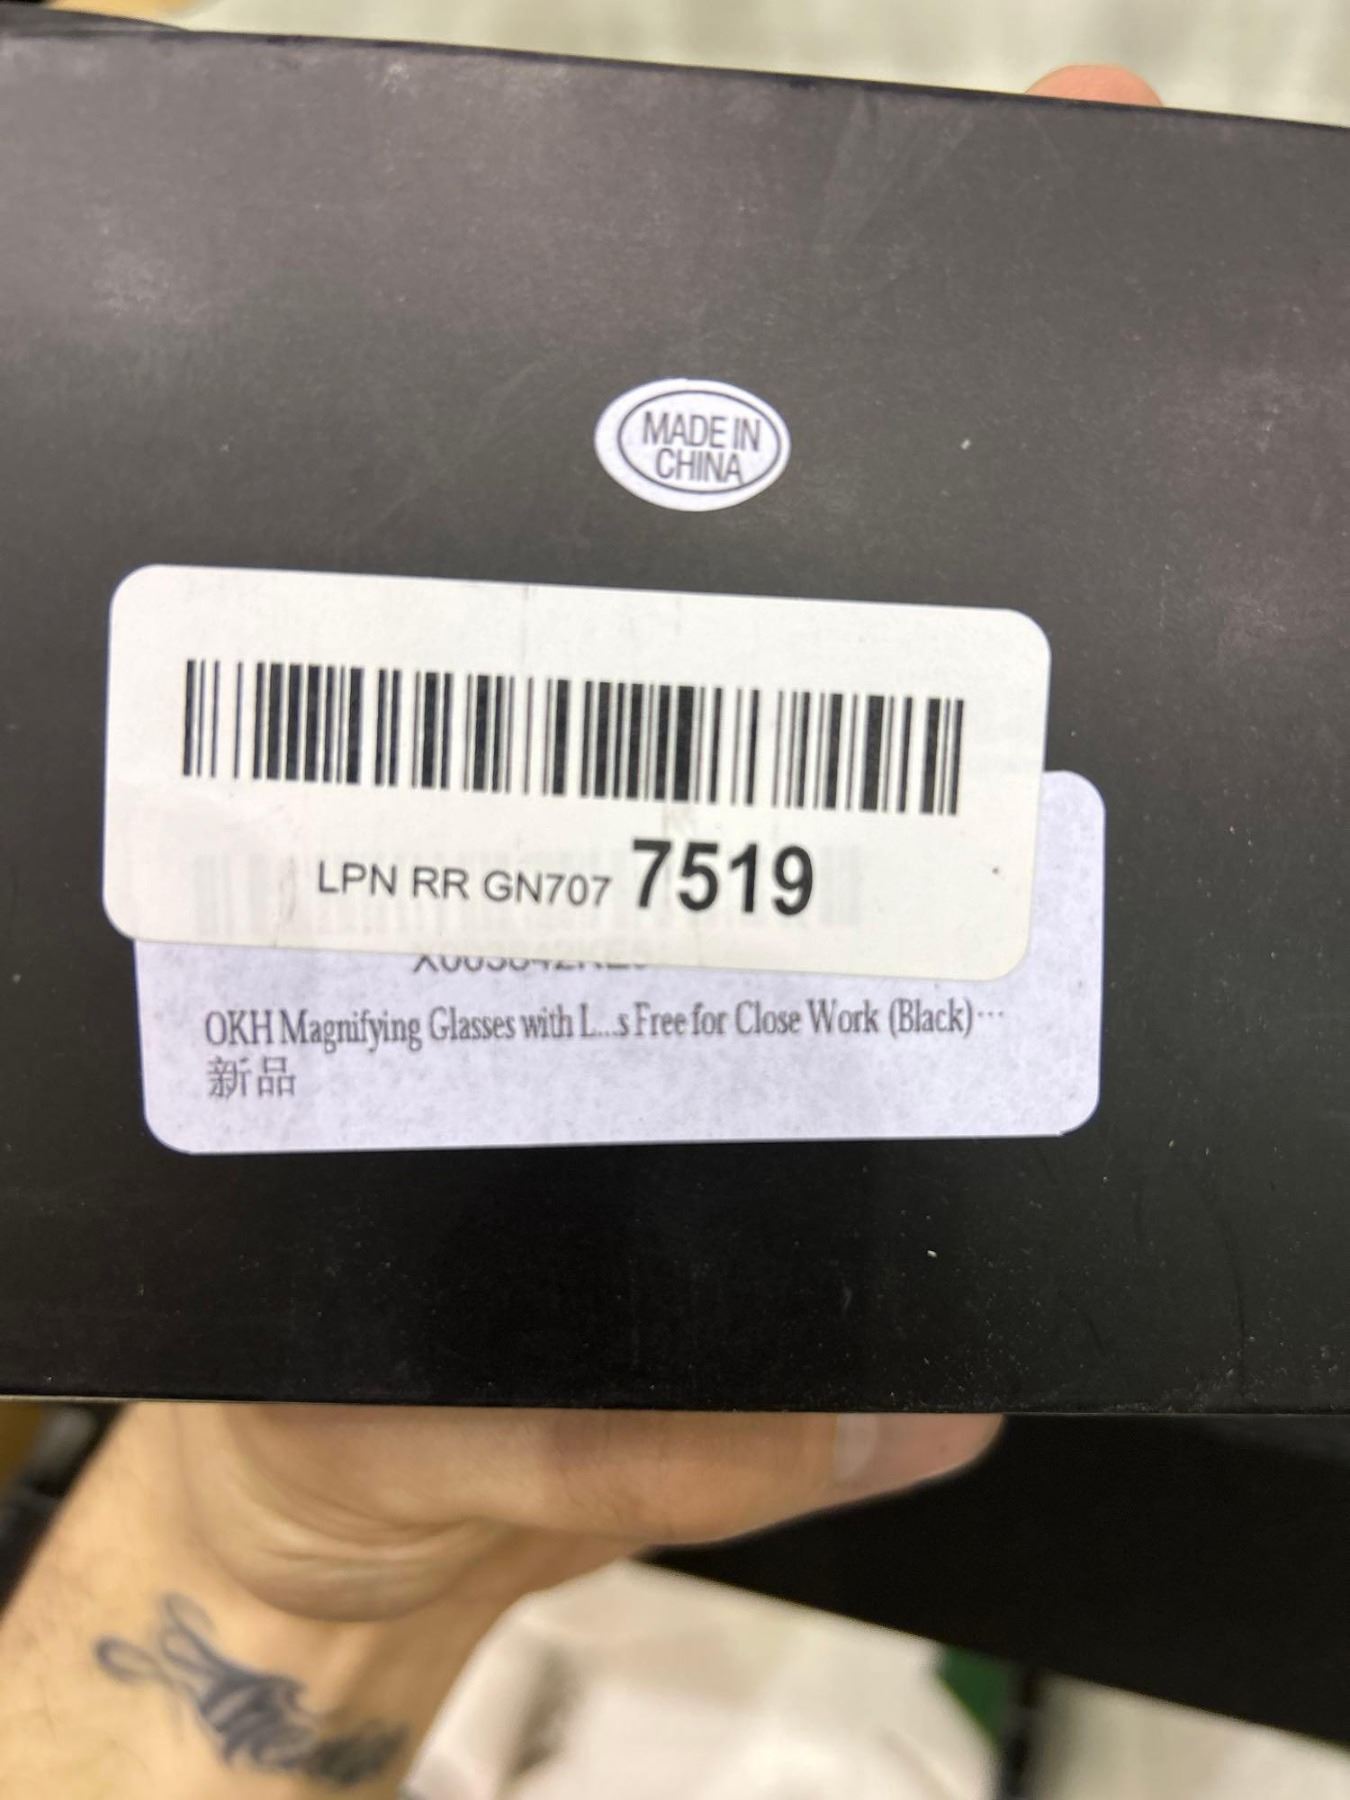 MADE IN
CHINA
LPN RR GN707 7519
OKH Magnifying Glasses with L...s Free for Close Work (Black)…
新品